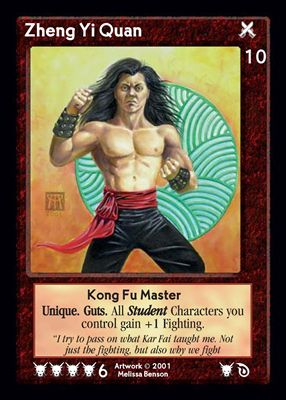 Zheng Yi Quan
10
Kong Fu Master
Unique. Guts. All Student Characters you
control gain +1 Fighting.
"I try to pass on what Kar Fai taught me. Not
just the fighting, but also why we fight
6
Artwork © 2001
Melissa Benson